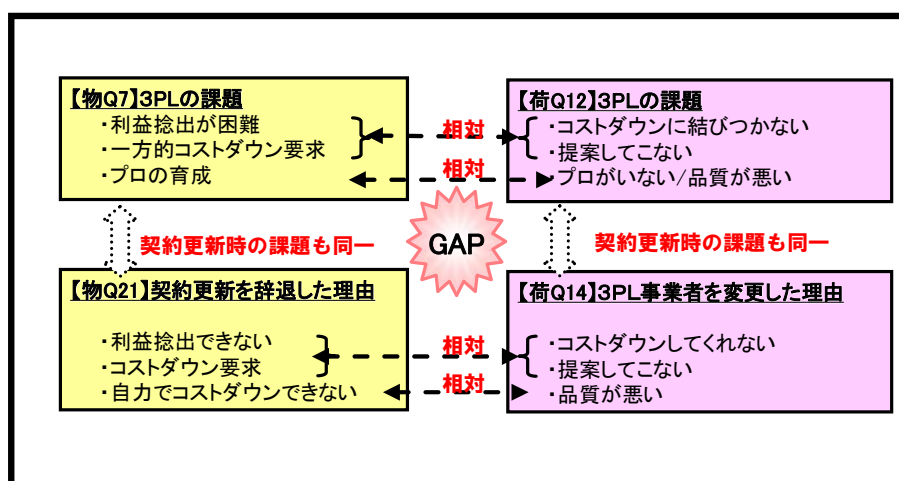 【物Q7】3PLの課題
・利益捻出が困難
・一方的コストダウン要求
・プロの育成
相対
相対
【荷Q12】3PLの課題
・コストダウンに結びつかない
・提案してこない
・プロがいない/品質が悪い
契約更新時の課題も同一
GAP
契約更新時の課題も同一
【物Q21】契約更新を辞退した理由
・利益捻出できない
・コストダウン要求
・自力でコストダウンできない
相対
相対
【荷Q14】3PL事業者を変更した理由
・コストダウンしてくれない
・提案してこない
・品質が悪い